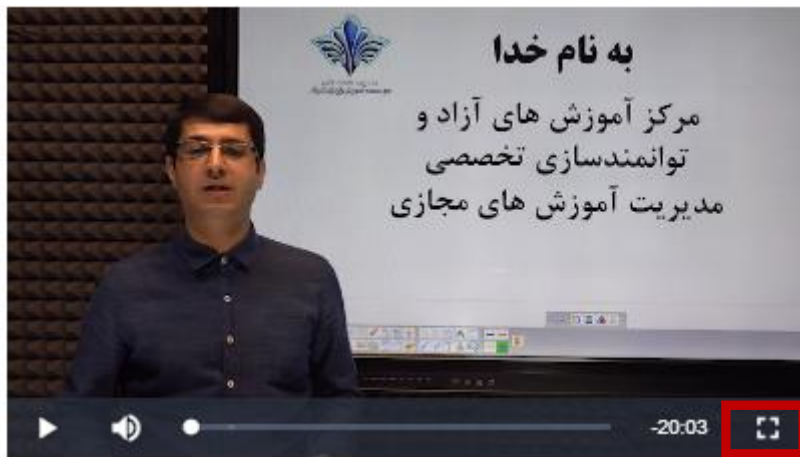 به نام خدا
مرکز آموزش های آزاد و
توانمندسازی تخصصی
مدیریت آموزش های مجازی
-20:03